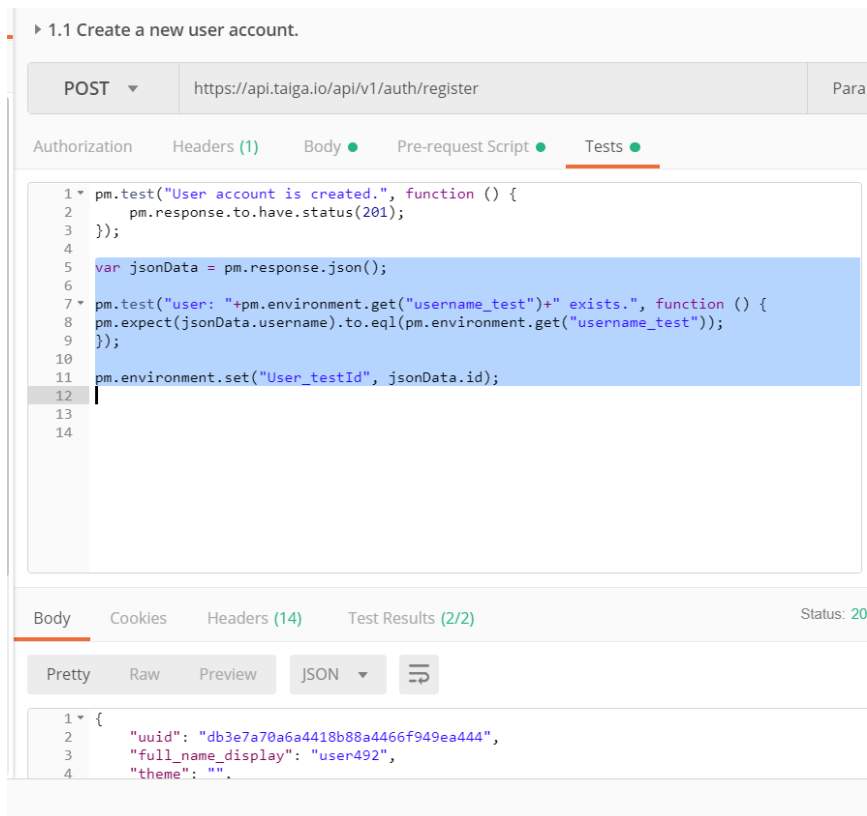 1.1 Create a new user account.
POST https://api.taiga.io/api/v1/auth/register Para
Authorization Headers (1) Body Pre-request Script Tests
1 pm.test("User account is created.", function () {
2 pm.response.to.have.status(201);
3 });
4
5 var jsonData = pm.response.json();
6
7 pm.test("user: "+pm.environment.get("username_test")+" exists.", function () {
8 pm.expect(jsonData.username).to.eql(pm.environment.get("username_test"));
9 });
10
11 pm.environment.set("User_testId", jsonData.id);
12
13
14
Body Cookies Headers (14) Test Results (2/2) Status: 20
Pretty Raw Preview JSON
1 {
2 "uuid": "db3e7a70a6a4418b88a4466f949ea444",
3 "full_name_display": "user492",
4 "theme": "",